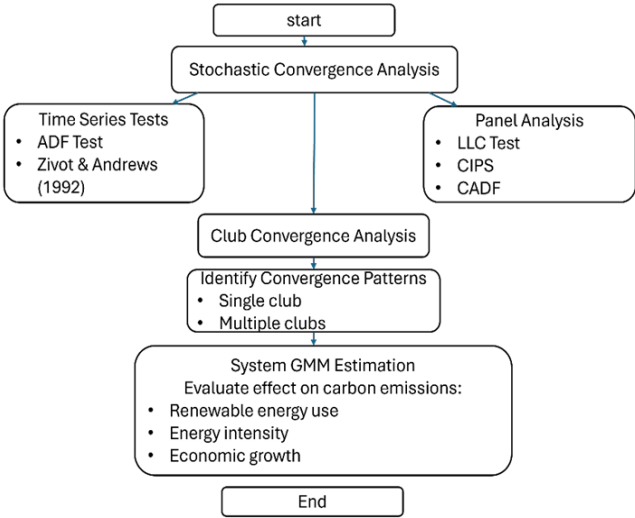 start
Stochastic Convergence Analysis
Time Series Tests
• ADF Test
• Zivot & Andrews
(1992)
Panel Analysis
• LLC Test
• CIPS
• CADF
Club Convergence Analysis
Identify Convergence Patterns
• Single club
• Multiple clubs
System GMM Estimation
Evaluate effect on carbon emissions:
• Renewable energy use
• Energy intensity
• Economic growth
End